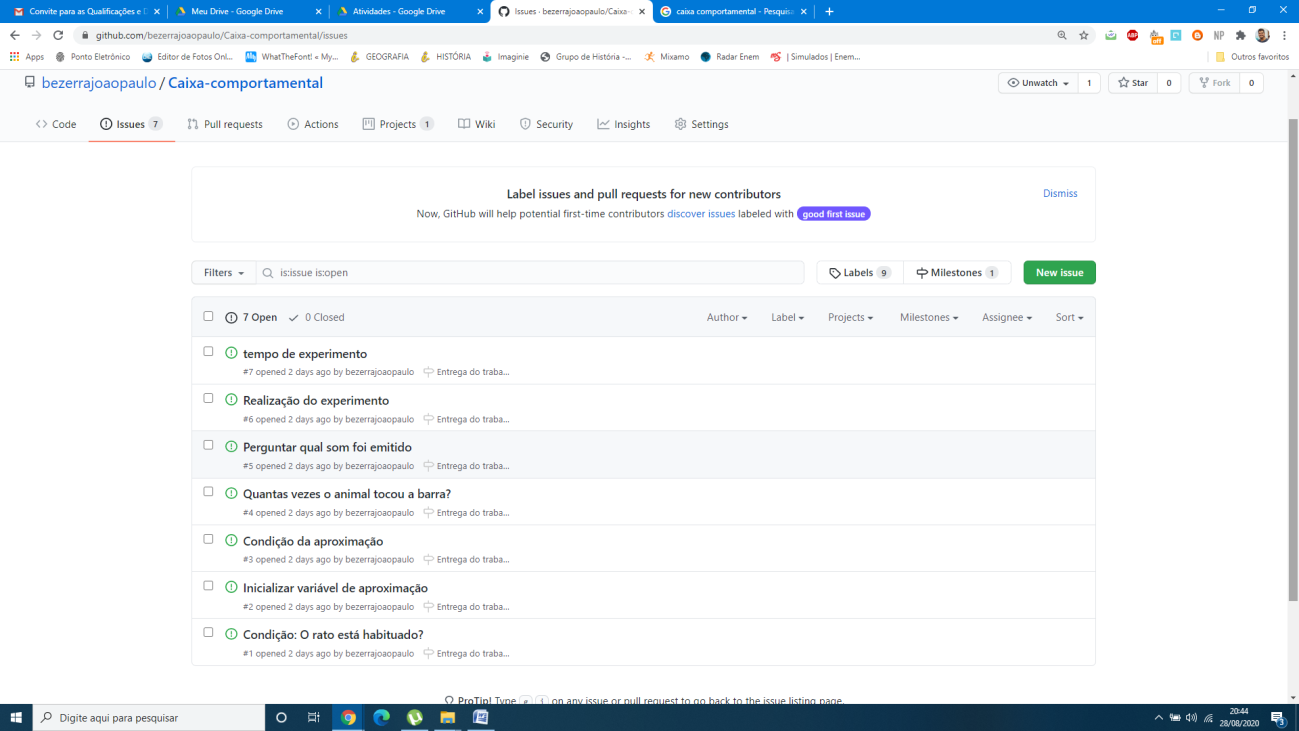 Convite para as Qualificações e D
Meu Drive - Google Drive
Atividades - Google Drive
Issues · bezerrajoaopaulo/Caixa-c
caixa comportamental - Pesquisa
github.com/bezerrajoaopaulo/Caixa-comportamental/issues
Apps
Ponto Eletrônico
Editor de Fotos Onl...
WhatTheFont! « My...
GEOGRAFIA
HISTÓRIA
Imaginie
Grupo de História -...
Mixamo
Radar Enem
| Simulados | Enem...
Outros favoritos
bezerrajoaopaulo / Caixa-comportamental
Unwatch 1
Star 0
Fork 0
Code
Issues 7
Pull requests
Actions
Projects 1
Wiki
Security
Insights
Settings
Label issues and pull requests for new contributors
Dismiss
Now, GitHub will help potential first-time contributors discover issues labeled with good first issue
Filters
is:issue is:open
Labels 9
Milestones 1
New issue
7 Open
0 Closed
Author
Label
Projects
Milestones
Assignee
Sort
tempo de experimento
#7 opened 2 days ago by bezerrajoaopaulo Entrega do traba...
Realização do experimento
#6 opened 2 days ago by bezerrajoaopaulo Entrega do traba...
Perguntar qual som foi emitido
#5 opened 2 days ago by bezerrajoaopaulo Entrega do traba...
Quantas vezes o animal tocou a barra?
#4 opened 2 days ago by bezerrajoaopaulo Entrega do traba...
Condição da aproximação
#3 opened 2 days ago by bezerrajoaopaulo Entrega do traba...
Inicializar variável de aproximação
#2 opened 2 days ago by bezerrajoaopaulo Entrega do traba...
Condição: O rato está habituado?
#1 opened 2 days ago by bezerrajoaopaulo Entrega do traba...
ProTip! Type g i on any issue or pull request to go back to the issue listing page.
Digite aqui para pesquisar
20:44
28/08/2020